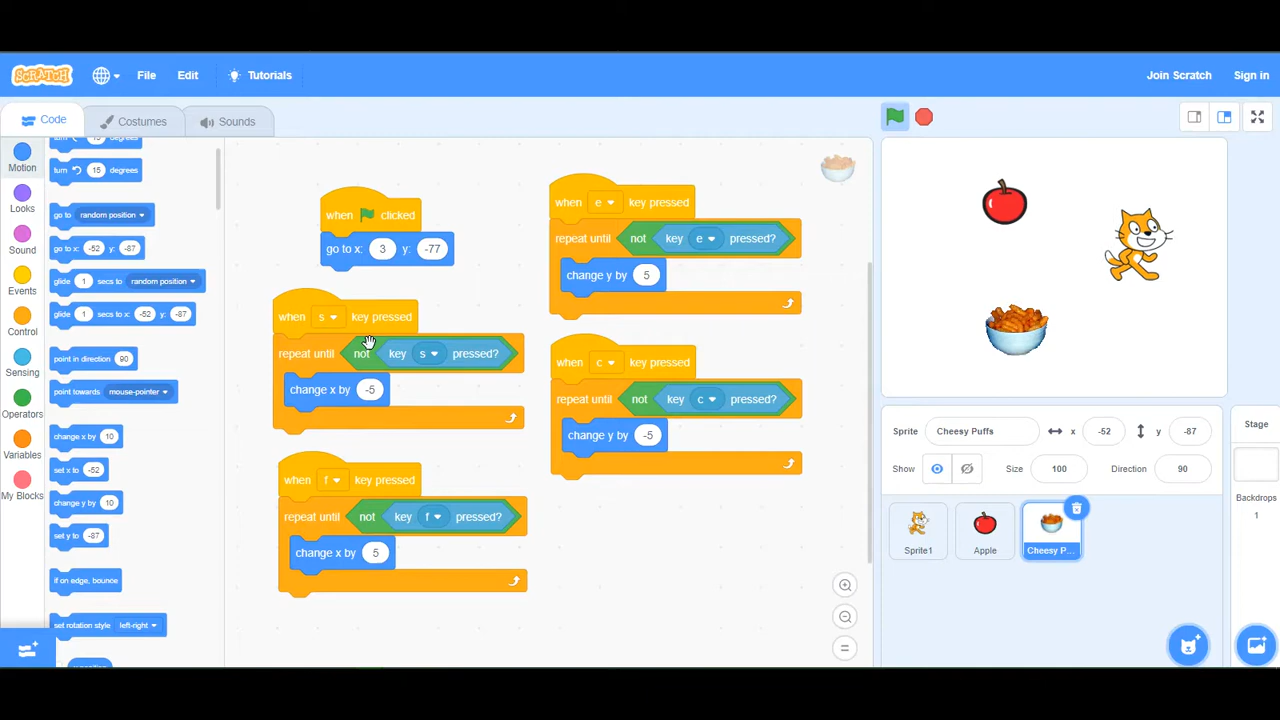 SCRATCH File Edit Tutorials Join Scratch Sign in
Code Costumes Sounds
Motion
Looks
Sound
Events
Control
Sensing
Operators
Variables
My Blocks
turn 15 degrees
turn 15 degrees
go to random position
go to x: -52 y: -87
glide 1 secs to random position
glide 1 secs to x: -52 y: -87
point in direction 90
point towards mouse-pointer
change x by 10
set x to -52
change y by 10
set y to -87
if on edge, bounce
set rotation style left-right
when clicked
go to x: 3 y: -77
when s key pressed
repeat until not key s pressed?
change x by -5
when f key pressed
repeat until not key f pressed?
change x by 5
when e key pressed
repeat until not key e pressed?
change y by 5
when c key pressed
repeat until not key c pressed?
change y by -5
Sprite Cheesy Puffs x -52 y -87
Show Size 100 Direction 90
Sprite1 Apple Cheesy P...
Stage
Backdrops
1